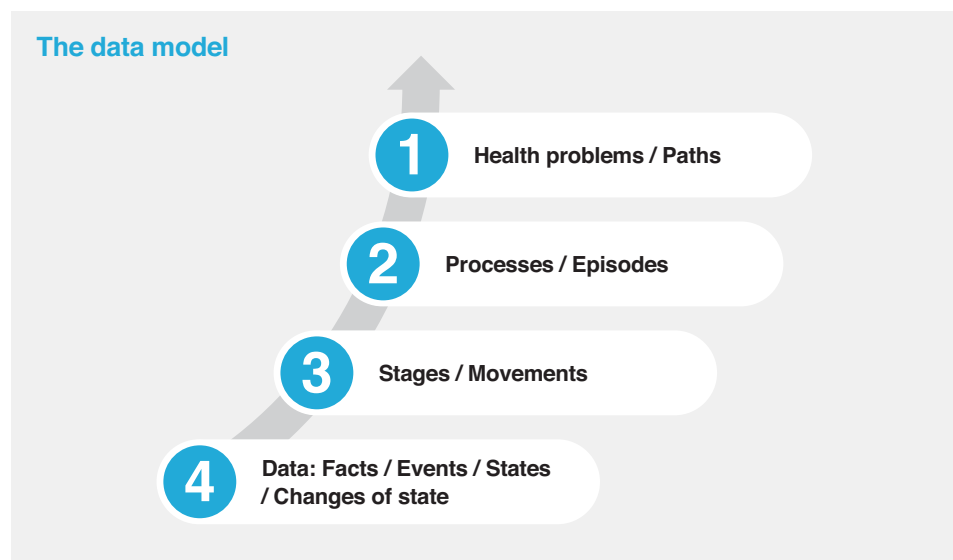 The data model
1
Health problems / Paths
2
Processes / Episodes
3
Stages / Movements
4
Data: Facts / Events / States
/ Changes of state